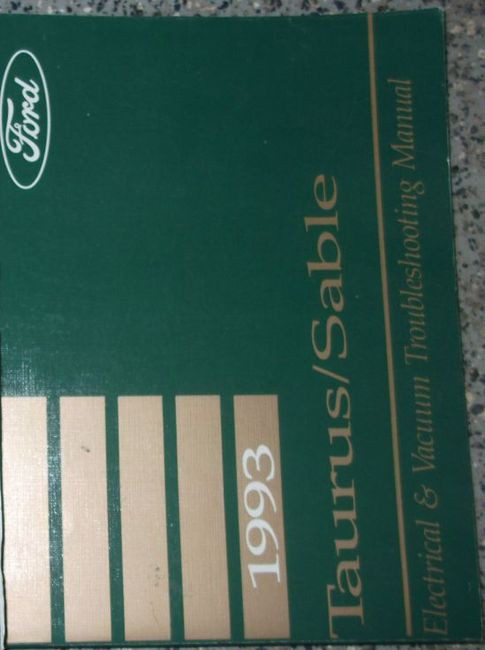 Ford
1993
Taurus/Sable
Electrical & Vacuum Troubleshooting Manual